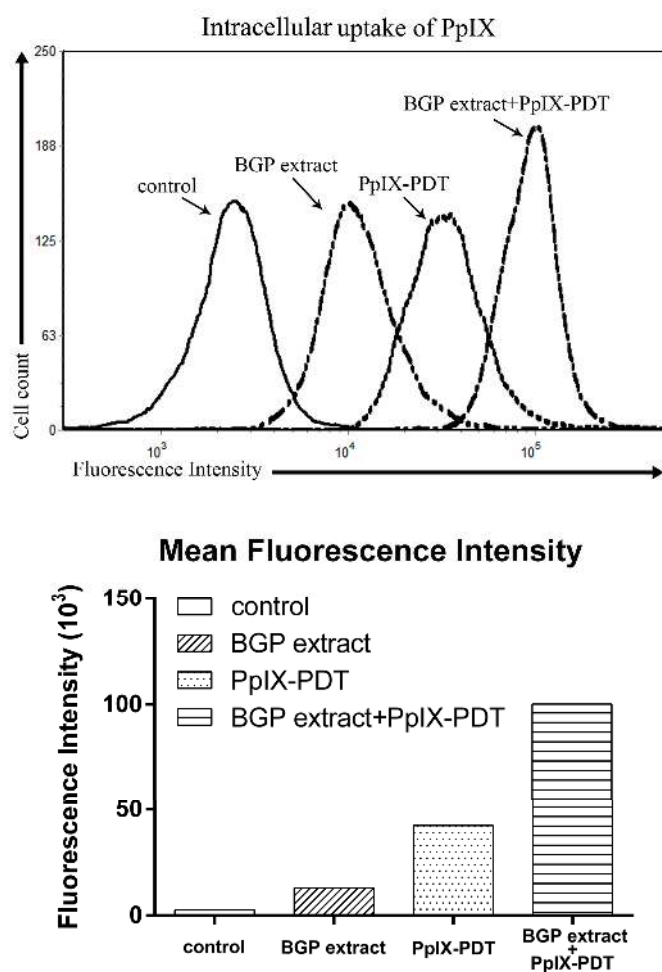 Intracellular uptake of PpIX
250
BGP extract+PpIX-PDT
188
BGP extract
PpIX-PDT
control
125
63
Cell count
0
10³ 10⁴ 10⁵
Fluorescence Intensity
Mean Fluorescence Intensity
150
control
BGP extract
100
PpIX-PDT
BGP extract+PpIX-PDT
Fluorescence Intensity (10³)
50
0
control BGP extract PpIX-PDT BGP extract
+
PpIX-PDT